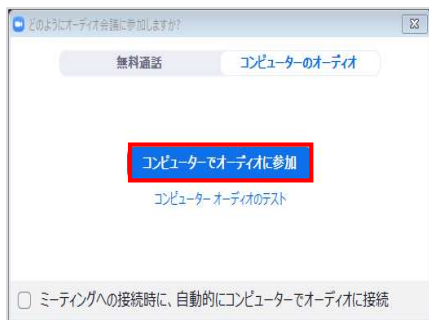 どのようにオーディオ会議に参加しますか?
無料通話 コンピューターのオーディオ
コンピューターでオーディオに参加
コンピューター オーディオのテスト
ミーティングへの接続時に、自動的にコンピューターでオーディオに接続